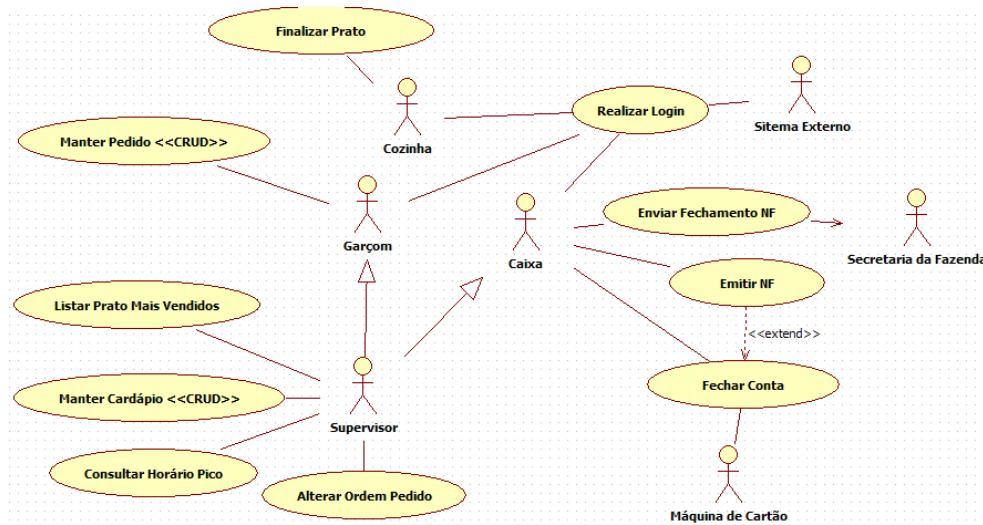 Finalizar Prato
Realizar Login
Sitema Externo
Manter Pedido <<CRUD>>
Cozinha
Garçom
Caixa
Enviar Fechamento NF
Secretaria da Fazenda
Emitir NF
Listar Prato Mais Vendidos
<<extend>>
Manter Cardápio <<CRUD>>
Supervisor
Fechar Conta
Consultar Horário Pico
Alterar Ordem Pedido
Máquina de Cartão